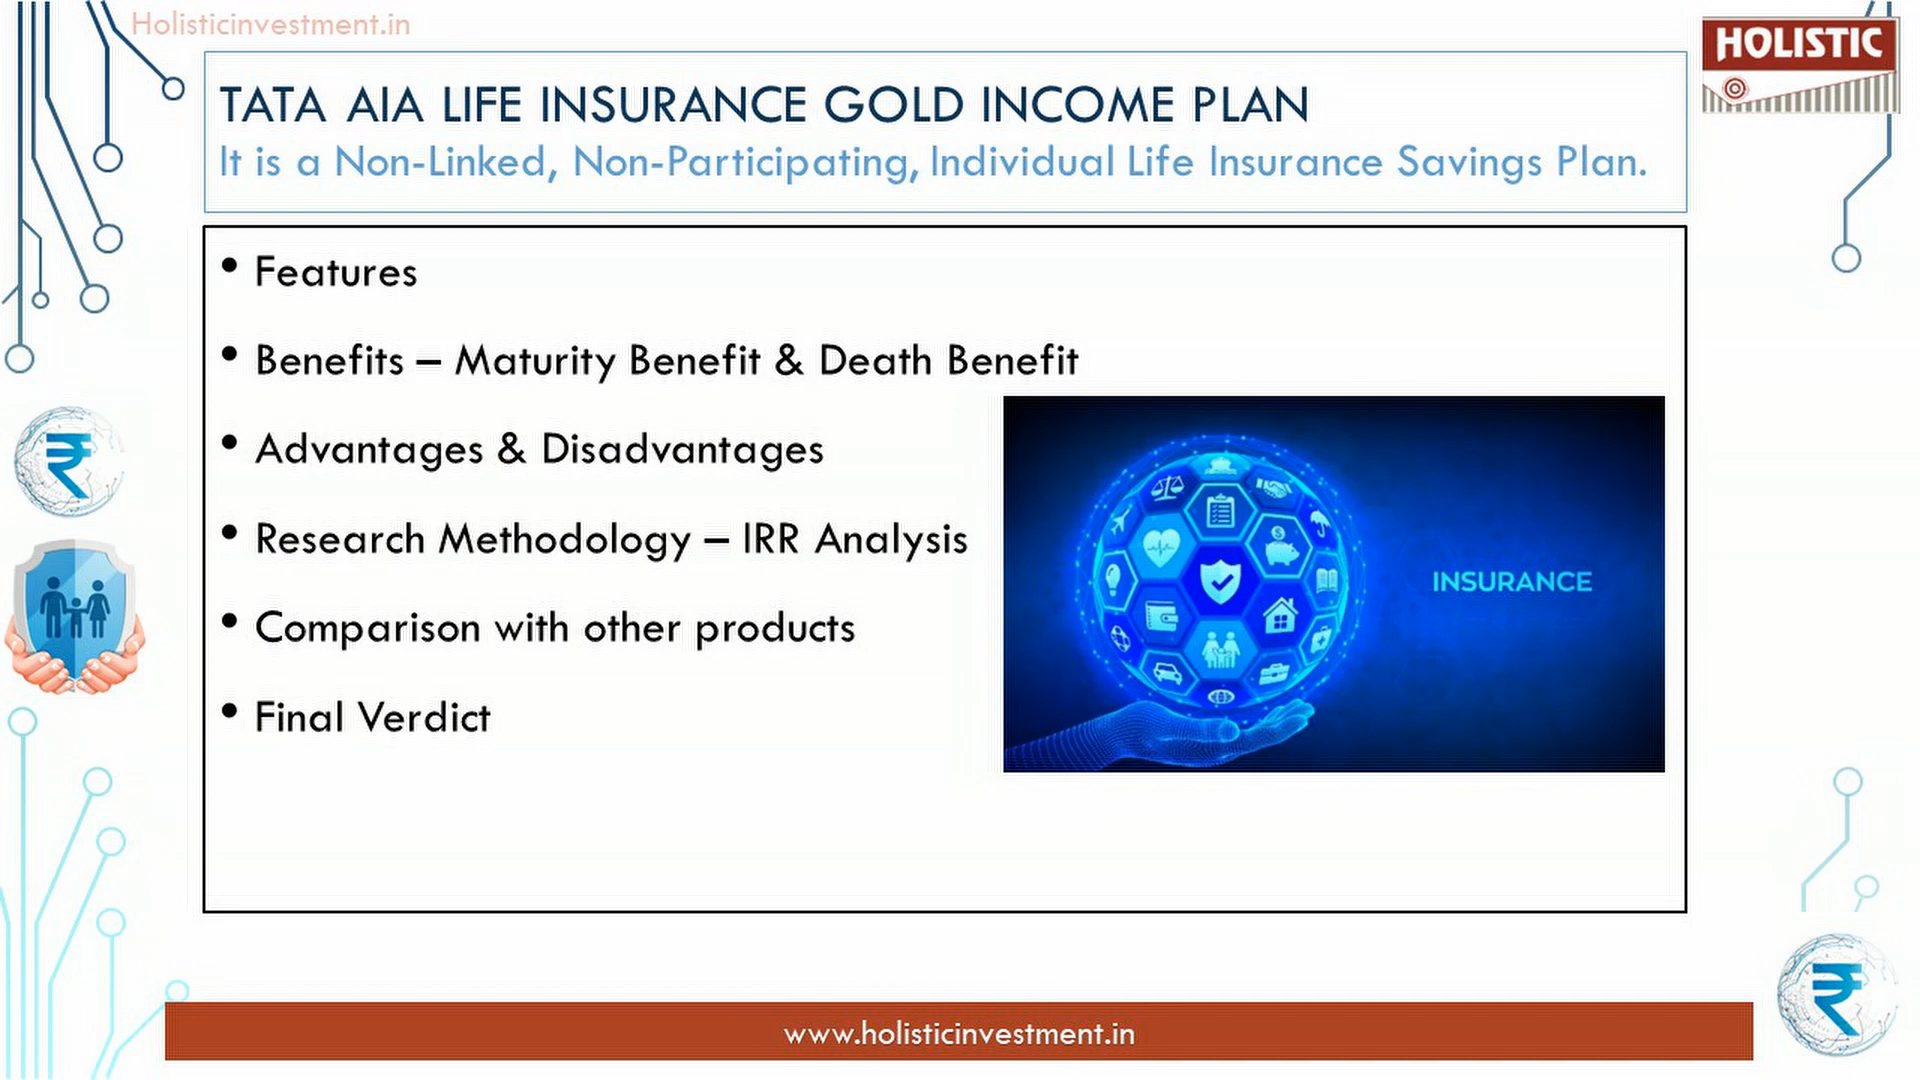 Holisticinvestment.in
HOLISTIC
TATA AIA LIFE INSURANCE GOLD INCOME PLAN
It is a Non-Linked, Non-Participating, Individual Life Insurance Savings Plan.
• Features
• Benefits – Maturity Benefit & Death Benefit
• Advantages & Disadvantages
• Research Methodology – IRR Analysis
• Comparison with other products
• Final Verdict
INSURANCE
www.holisticinvestment.in